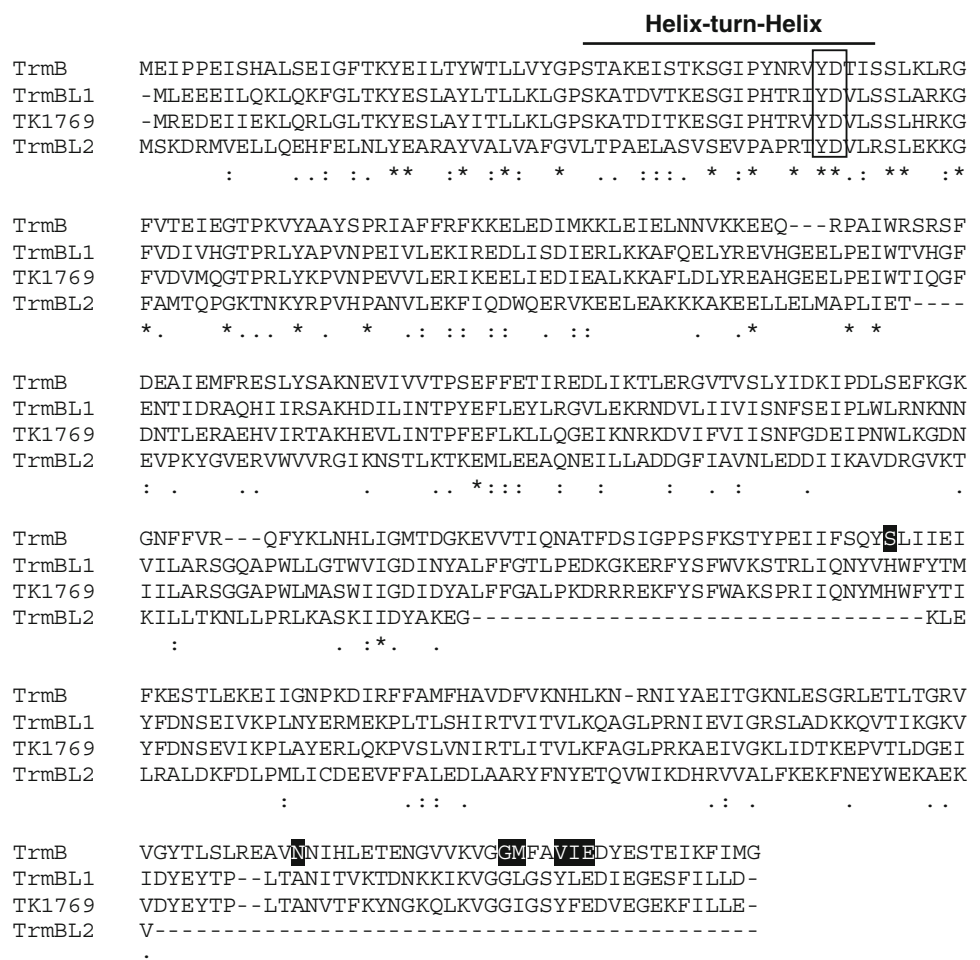 Helix-turn-Helix
TrmB MEIPPEISHALSEIGFTKYEILTYWTLLVYGPSTAKEISTKSGIPYNRVYDTISSLKLRG
TrmBL1 -MLEEEILQKLQKFGLTKYESLAYLTLLKLGPSKATDVTKESGIPHTRIYDVLSSLARKG
TK1769 -MREDEIIEKLQRLGLTKYESLAYITLLKLGPSKATDITKESGIPHTRVYDVLSSLHRKG
TrmBL2 MSKDRMVELLQEHFELNLYEARAYVALVAFGVLTPAELASVSEVPAPRTYDVLRSLEKKG
: ..: :. ** :* :*: * .. :::: * :* * **.: ** :*
TrmB FVTEIEGTPKVYAAYSPRIAFFRFKKELEDIMKKLEIELNNVKKEEQ---RPAIWRSRSF
TrmBL1 FVDIVHGTPRLYAPVNPEIVLEKIREDLISDIERLKKAFQELYREVHGEELPEIWTVHGF
TK1769 FVDVMQGTPRLYKPVNPEVVLERIKEELIEDIEALKKAFLDLYREAHGEELPEIWTIQGF
TrmBL2 FAMTQPGKTNKYRPVHPANVLEKFIQDWQERVKEELEAKKKAKEELLELMAPLIET----
*. *... * * .: :: :: . :: . .* * *
TrmB DEAIEMFRESLYSAKNEVIVVTPSEFFETIREDLIKTLERGVTVSLYIDKIPDLSEFKGK
TrmBL1 ENTIDRAQHIIRSAKHDILINTPYEFLEYLRGVLEKRNDVLIIVISNFSEIPLWLRNKNN
TK1769 DNTLERAEHVIRTAKHEVLINTPFEFLKLLQGEIKNRKDVIFVIISNFGDEIPNWLKGDN
TrmBL2 EVPKYGVERVWVVRGIKNSTLKTKEMLEEAQNEILLADDGFIAVNLEDDIIKAVDRGVKT
: . .. . .. *::: : : : . : . .
TrmB GNFFVR---QFYKLNHLIGMTDGKEVVTIQNATFDSIGPPSFKSTYPEIIFSQYSLIIEI
TrmBL1 VILARSGQAPWLLGTWVIGDINYALFFGTLPEDKGKERFYSFWVKSTRLIQNYVHWFYTM
TK1769 IILARSGGAPWLMASWIIGDIDYALFFGALPKDRRREKFYSFWAKSPRIIQNYMHWFYTI
TrmBL2 KILLTKNLLPRLKASKIIDYAKEG---------------------------------KLE
: . :*. .
TrmB FKESTLEKEIIGNPKDIRFFAMFHAVDFVKNHLKN-RNIYAEITGKNLESGRLETLTGRV
TrmBL1 YFDNSEIVKPLNYERMEKPLTLSHIRTVITVLKQAGLPRNIEVIGRSLADKKQVTIKGKV
TK1769 YFDNSEVIKPLAYERLQKPVSLVNIRTLITVLKFAGLPRKAEIVGKLIDTKEPVTLDGEI
TrmBL2 LRALDKFDLPMLICDEEVFFALEDLAARYFNYETQVWIKDHRVVALFKEKFNEYWEKAEK
: .:: . .: . . ..
TrmB VGYTLSLREAVNNIHLETENGVVKVGGMFAVIEDYESTEIKFIMG
TrmBL1 IDYEYTP--LTANITVKTDNKKIKVGGLGSYLEDIEGESFILLD-
TK1769 VDYEYTP--LTANVTFKYNGKQLKVGGIGSYFEDVEGEKFILLE-
TrmBL2 V--------------------------------------------
.